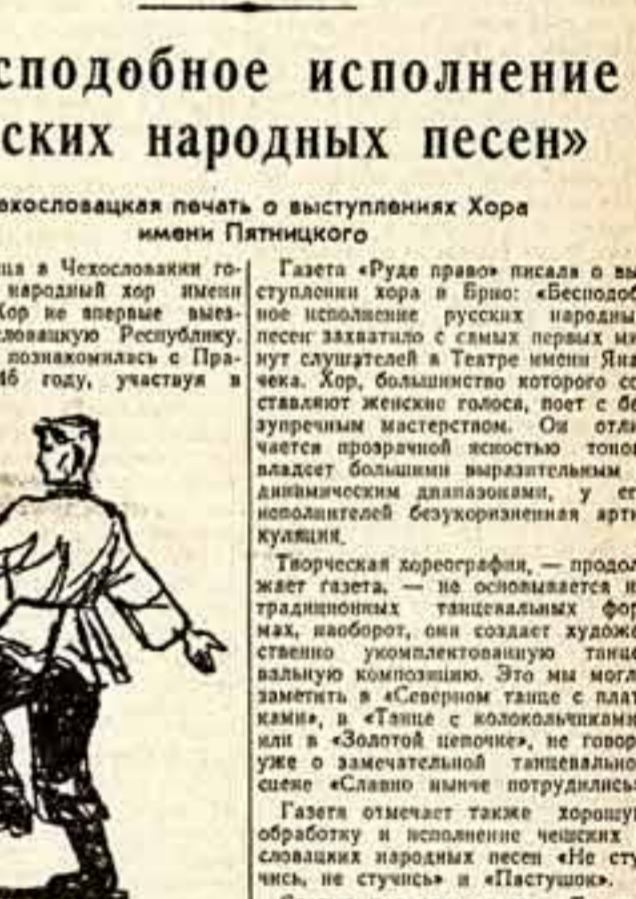 сподобное исполнение
ских народных песен»
ехословацкая печать о выступлениях Хора
имени Пятницкого
в Чехословакии го-
народный хор имени
Хор не впервые выез-
словацкую Республику.
познакомилась с Пра-
46 году, участвуя в
Газета «Руде право» писала о вы
ступлении хора в Брно: «Бесподоб
ное исполнение русских народны
песен захватило с самых первых ми
нут слушателей в Театре имени Яна
чека. Хор, большинство которого со
ставляют женские голоса, поет с бе
зупречным мастерством. Он отли
чается прозрачной ясностью тонов
владеет большими выразительным
динамическим диапазонами, у ег
исполнителей безукоризненная арти
куляция.
Творческая хореография, — продол
жает газета, — не основывается н
традиционных танцевальных фор
мах, наоборот, они создает художе
ственно укомплектованную танце
вальную композицию. Это мы могл
заметить в «Северном танце с плат
ками», в «Танце с колокольчиками
или в «Золотой цепочке», не говор
уже о замечательной танцевально
сцене «Славно нынче потрудились»
Газета отмечает также хорошую
обработку и исполнение чешских
словацких народных песен «Не сту
чись, не стучись» и «Пастушок».